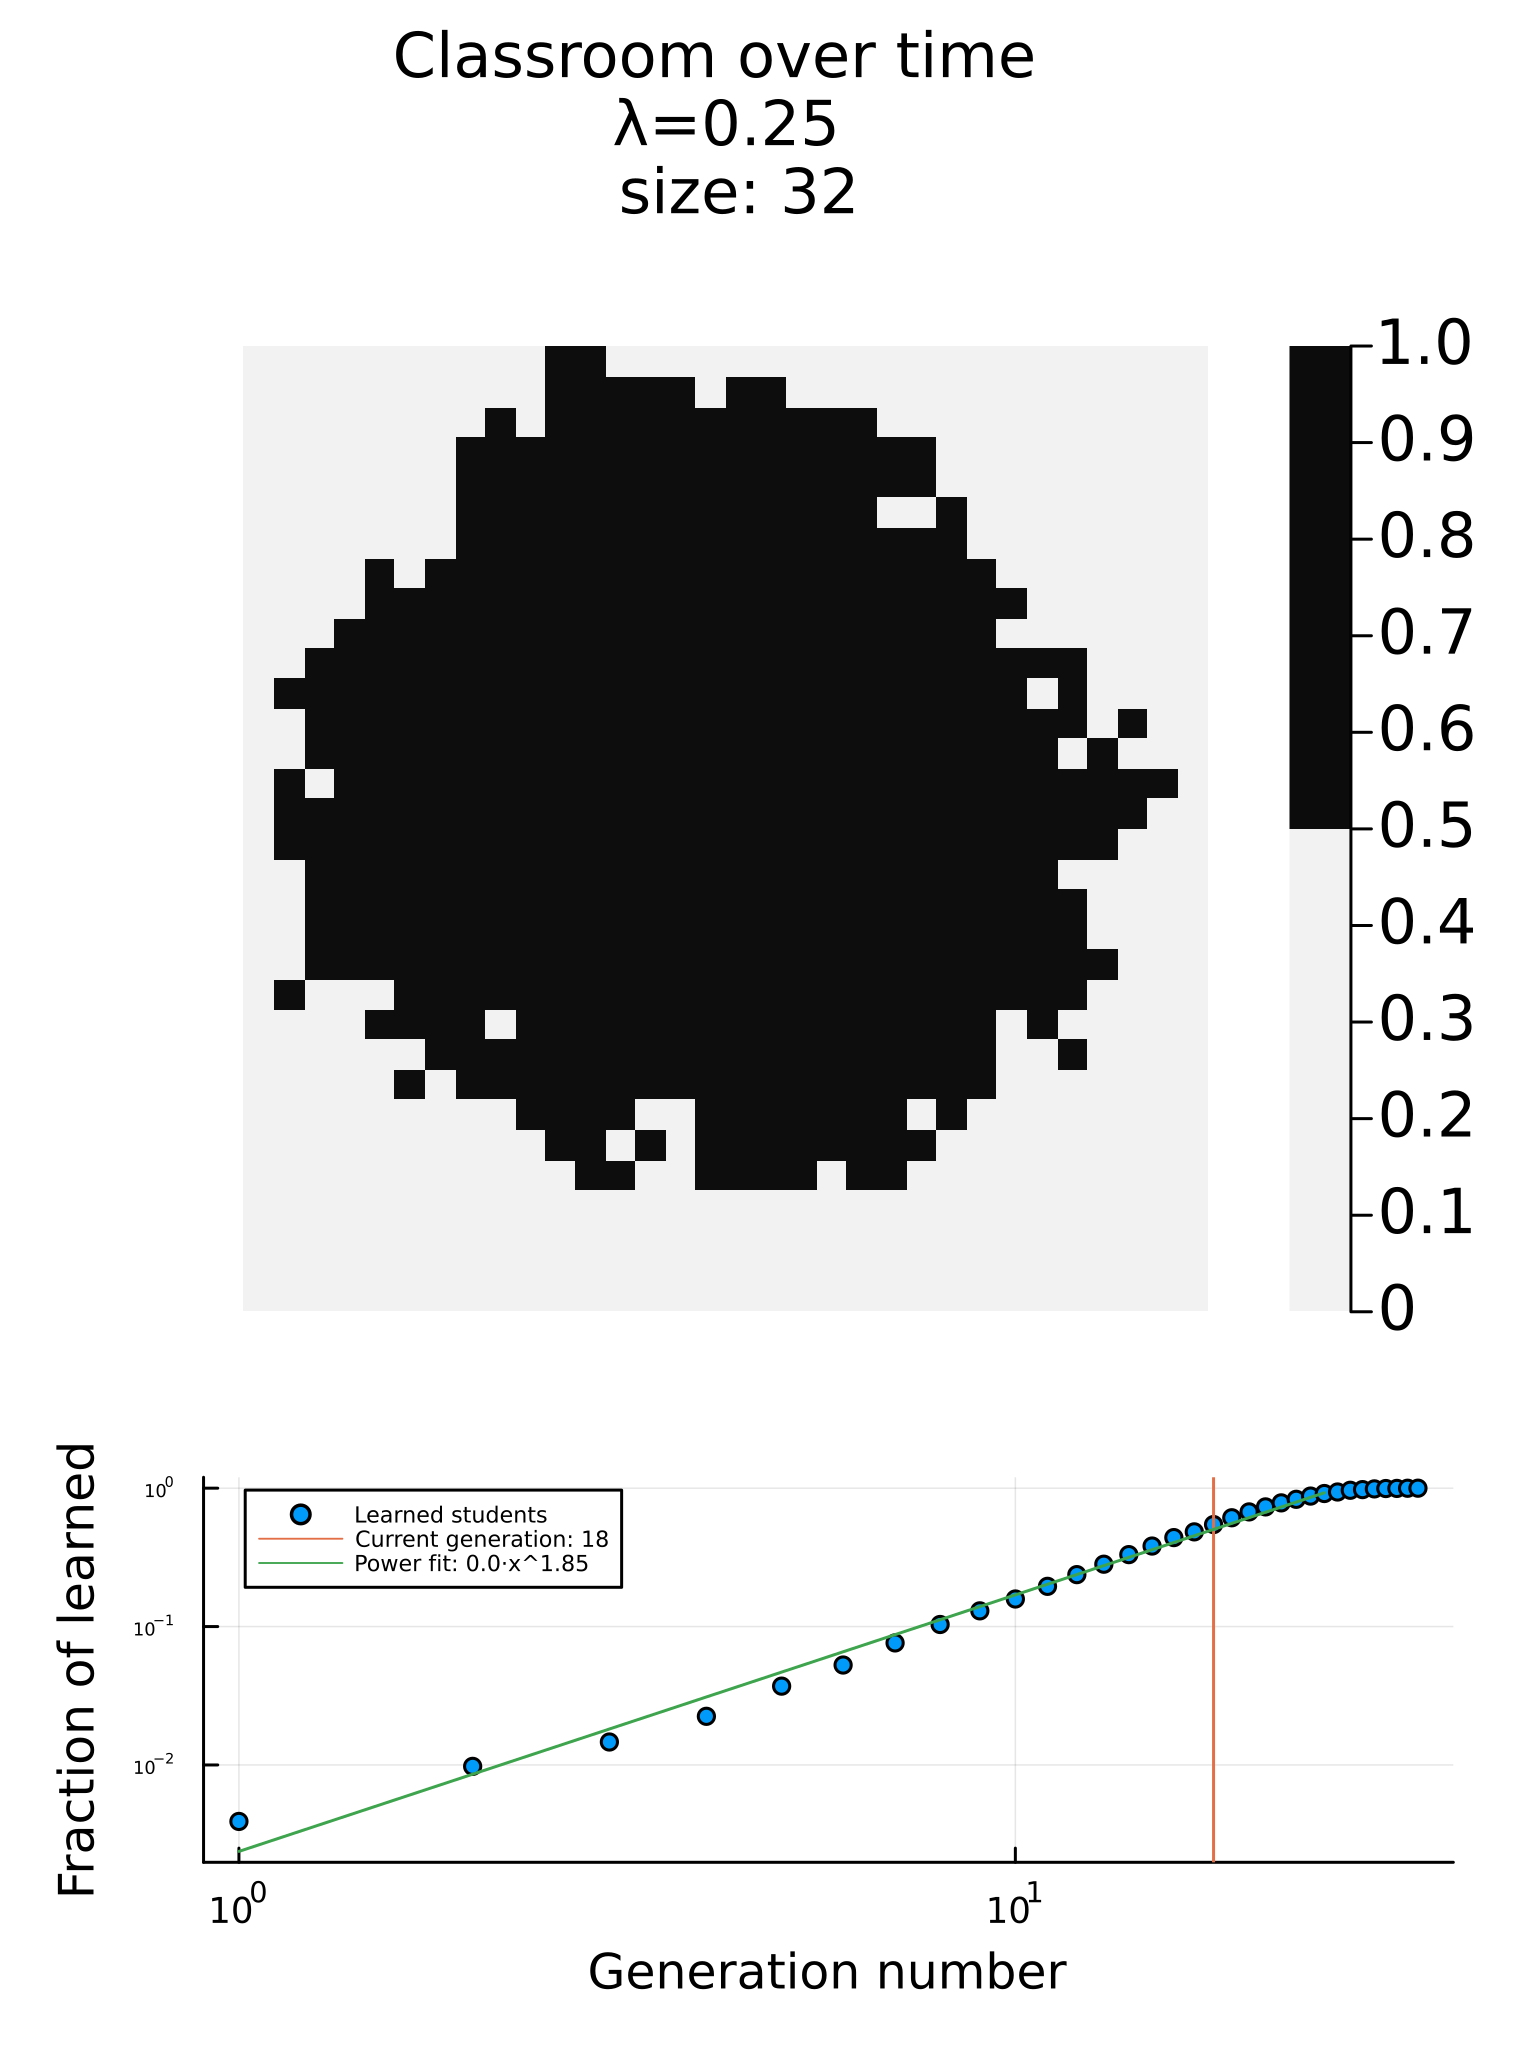 Classroom over time
λ=0.25
size: 32
1.0
0.9
0.8
0.7
0.6
0.5
0.4
0.3
0.2
0.1
0
Fraction of learned
10^0
10^-1
10^-2
Learned students
Current generation: 18
Power fit: 0.0·x^1.85
10^0
10^1
Generation number